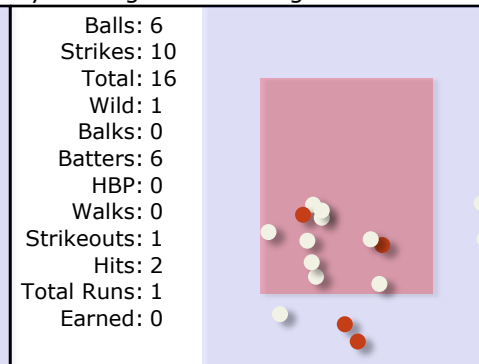 Balls: 6
Strikes: 10
Total: 16
Wild: 1
Balks: 0
Batters: 6
HBP: 0
Walks: 0
Strikeouts: 1
Hits: 2
Total Runs: 1
Earned: 0